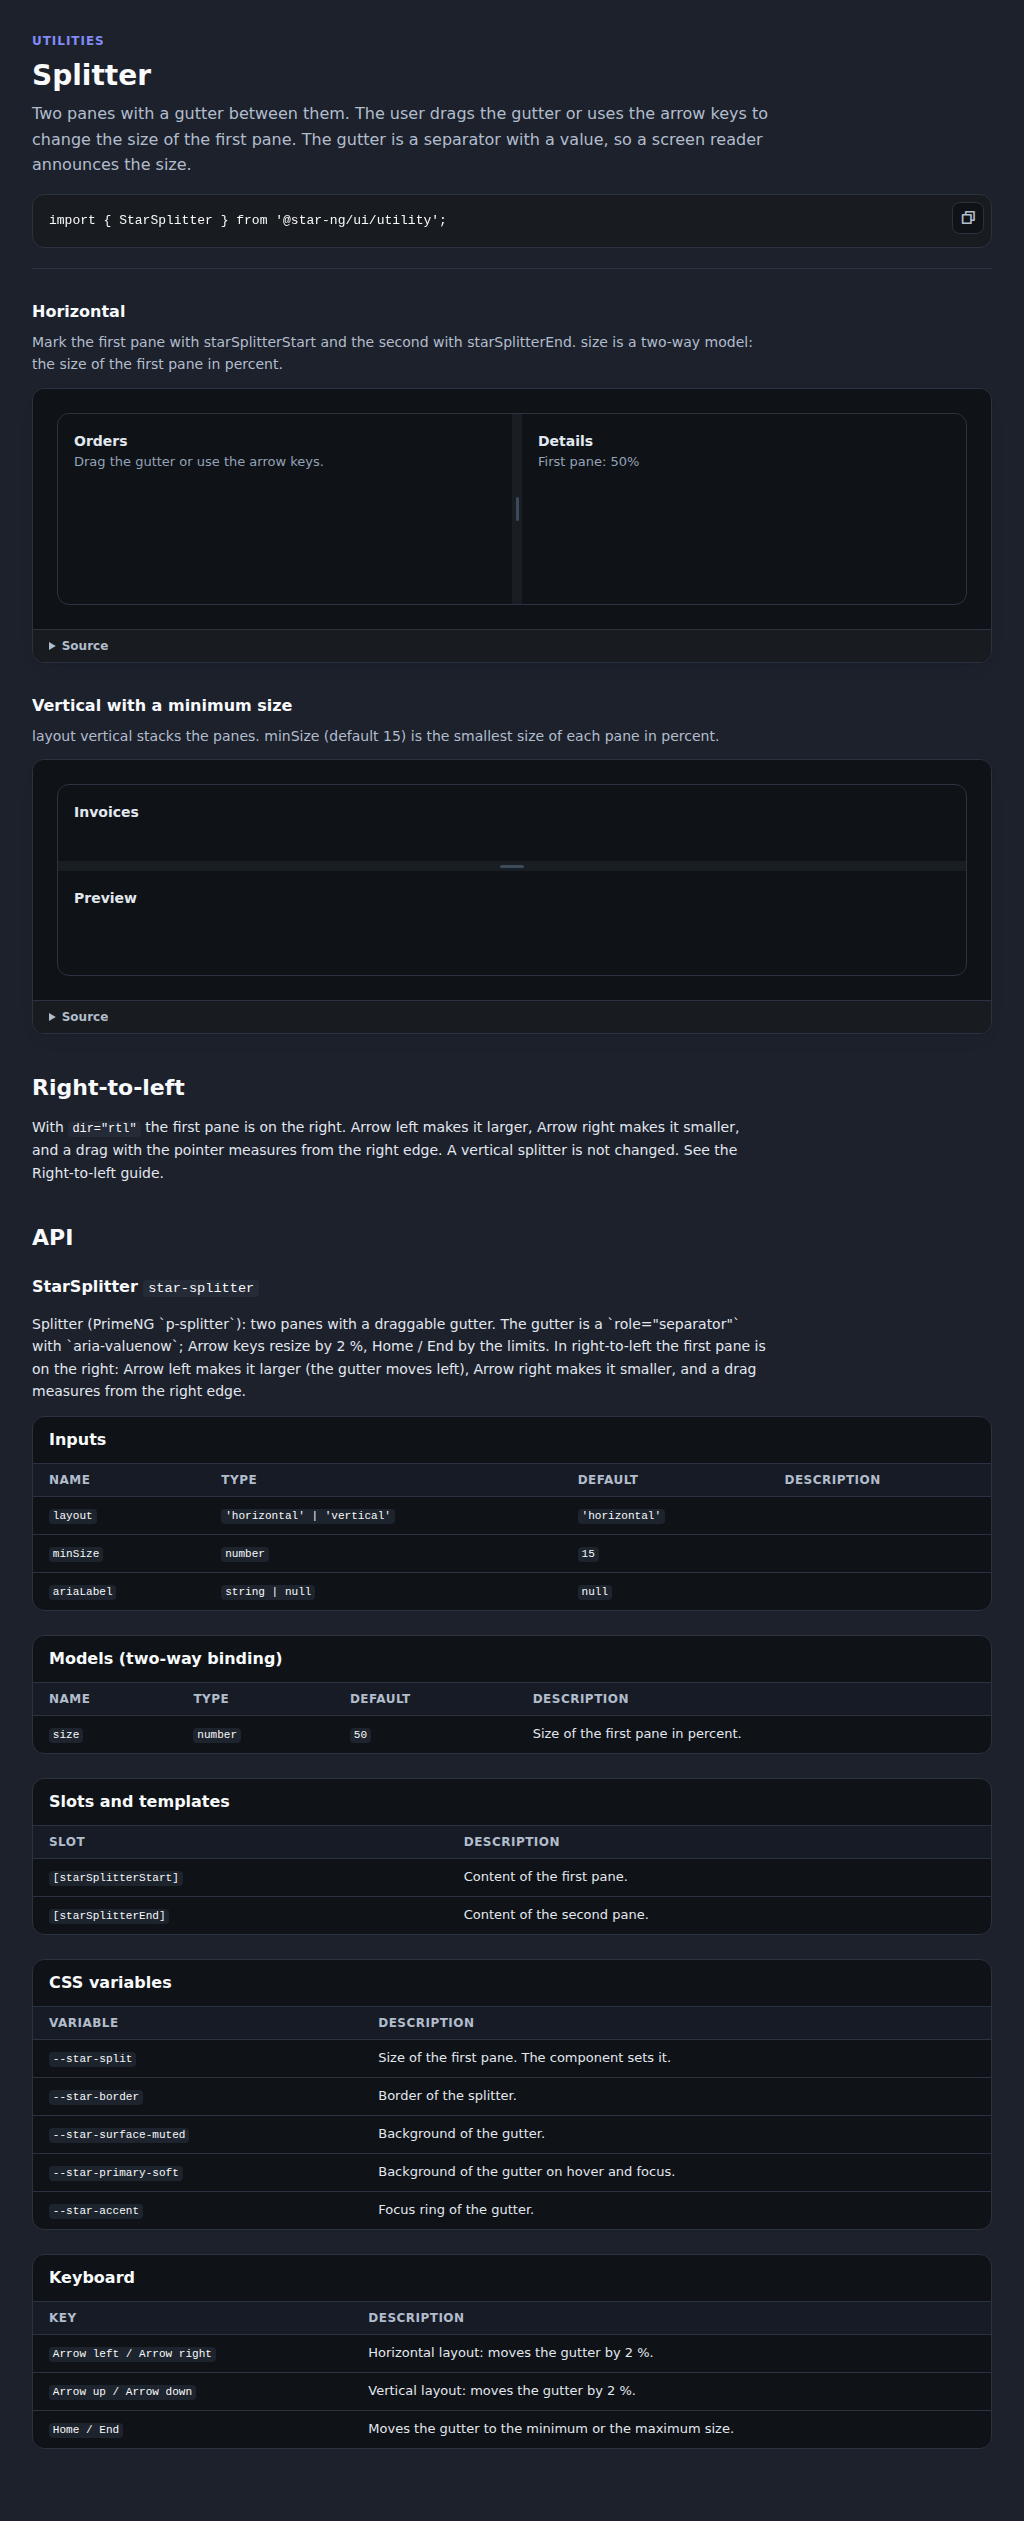 UTILITIES
Splitter
Two panes with a gutter between them. The user drags the gutter or uses the arrow keys to
change the size of the first pane. The gutter is a separator with a value, so a screen reader
announces the size.
import { StarSplitter } from '@star-ng/ui/utility';
Horizontal
Mark the first pane with starSplitterStart and the second with starSplitterEnd. size is a two-way model:
the size of the first pane in percent.
Orders
Details
Drag the gutter or use the arrow keys.
First pane: 50%
Source
Vertical with a minimum size
layout vertical stacks the panes. minSize (default 15) is the smallest size of each pane in percent.
Invoices
Preview
Source
Right-to-left
With dir="rtl" the first pane is on the right. Arrow left makes it larger, Arrow right makes it smaller,
and a drag with the pointer measures from the right edge. A vertical splitter is not changed. See the
Right-to-left guide.
API
StarSplitter star-splitter
Splitter (PrimeNG `p-splitter`): two panes with a draggable gutter. The gutter is a `role="separator"`
with `aria-valuenow`; Arrow keys resize by 2 %, Home / End by the limits. In right-to-left the first pane is
on the right: Arrow left makes it larger (the gutter moves left), Arrow right makes it smaller, and a drag
measures from the right edge.
Inputs
NAME TYPE DEFAULT DESCRIPTION
layout 'horizontal' | 'vertical' 'horizontal'
minSize number 15
ariaLabel string | null null
Models (two-way binding)
NAME TYPE DEFAULT DESCRIPTION
size number 50 Size of the first pane in percent.
Slots and templates
SLOT DESCRIPTION
[starSplitterStart] Content of the first pane.
[starSplitterEnd] Content of the second pane.
CSS variables
VARIABLE DESCRIPTION
--star-split Size of the first pane. The component sets it.
--star-border Border of the splitter.
--star-surface-muted Background of the gutter.
--star-primary-soft Background of the gutter on hover and focus.
--star-accent Focus ring of the gutter.
Keyboard
KEY DESCRIPTION
Arrow left / Arrow right Horizontal layout: moves the gutter by 2 %.
Arrow up / Arrow down Vertical layout: moves the gutter by 2 %.
Home / End Moves the gutter to the minimum or the maximum size.